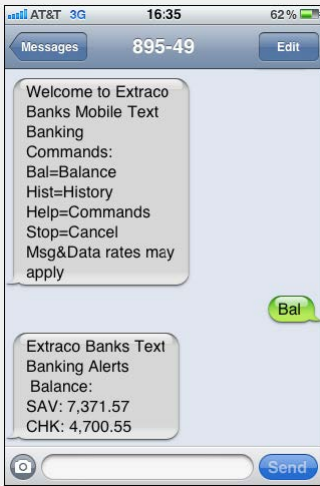 AT&T 3G 16:35 62%
Messages 895-49 Edit
Welcome to Extraco
Banks Mobile Text
Banking
Commands:
Bal=Balance
Hist=History
Help=Commands
Stop=Cancel
Msg&Data rates may
apply
Bal
Extraco Banks Text
Banking Alerts
Balance:
SAV: 7,371.57
CHK: 4,700.55
Send